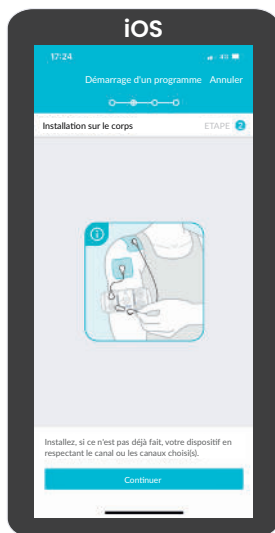 iOS
17:24 4G
Démarrage d'un programme Annuler
Installation sur le corps ETAPE 2
i
Installez, si ce n'est pas déjà fait, votre dispositif en
respectant le canal ou les canaux choisi(s).
Continuer